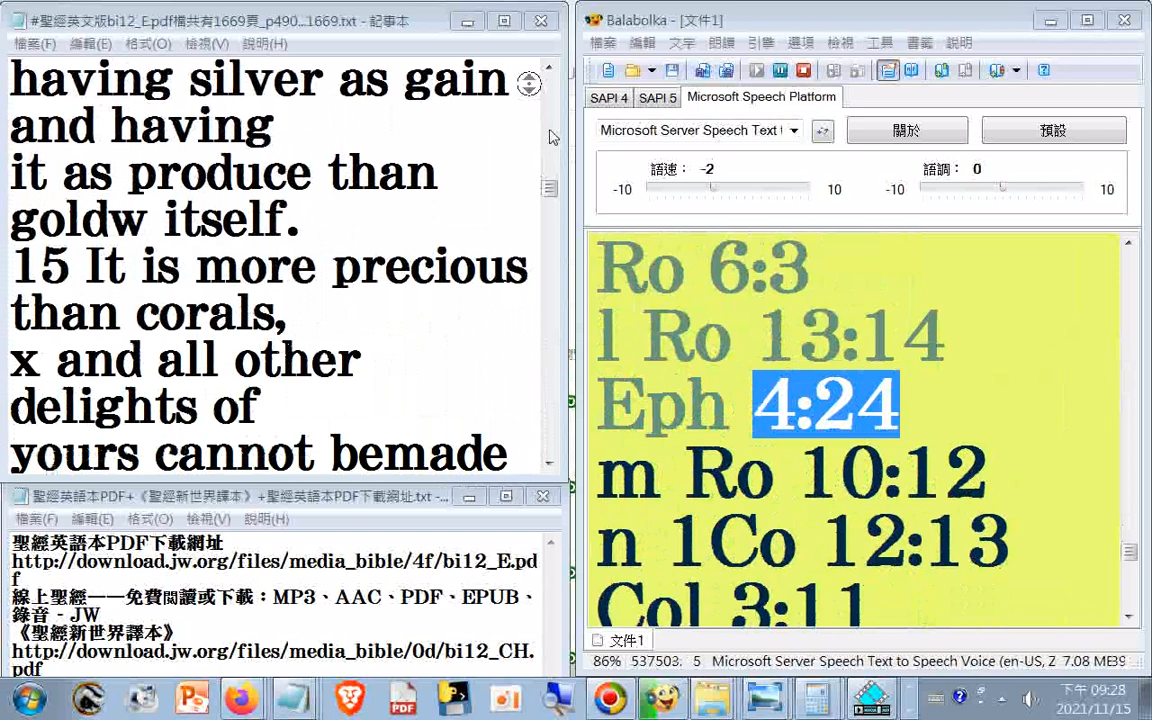 #聖經英文版bi12_Epdf檔共有1669頁_p490...1669.txt - 記事本
檔案(F) 編輯(E) 格式(O) 檢視(V) 說明(H)
having silver as gain
and having
it as produce than
goldw itself.
15 It is more precious
than corals,
x and all other
delights of
yours cannot bemade
聖經英語本PDF+《聖經新世界譯本》+聖經英語本PDF下載網址.txt -...
檔案(F) 編輯(E) 格式(O) 檢視(V) 說明(H)
聖經英語本PDF下載網址
http://download.jw.org/files/media_bible/4f/bi12_E.pd
f
線上聖經——免費閱讀或下載：MP3、AAC、PDF、EPUB、
錄音 - JW
《聖經新世界譯本》
http://download.jw.org/files/media_bible/0d/bi12_CH.
pdf
Balabolka - [文件1]
檔案 編輯 文字 朗讀 引擎 選項 檢視 工具 書籤 說明
SAPI 4 SAPI 5 Microsoft Speech Platform
Microsoft Server Speech Text 關於 預設
語速： -2 語調： 0
-10 10 -10 10
Ro 6:3
l Ro 13:14
Eph 4:24
m Ro 10:12
n 1Co 12:13
Col 3:11
文件1
86% 537503. 5 Microsoft Server Speech Text to Speech Voice (en-US, Z 7.08 ME
PDF
下午 09:28
2021/11/15